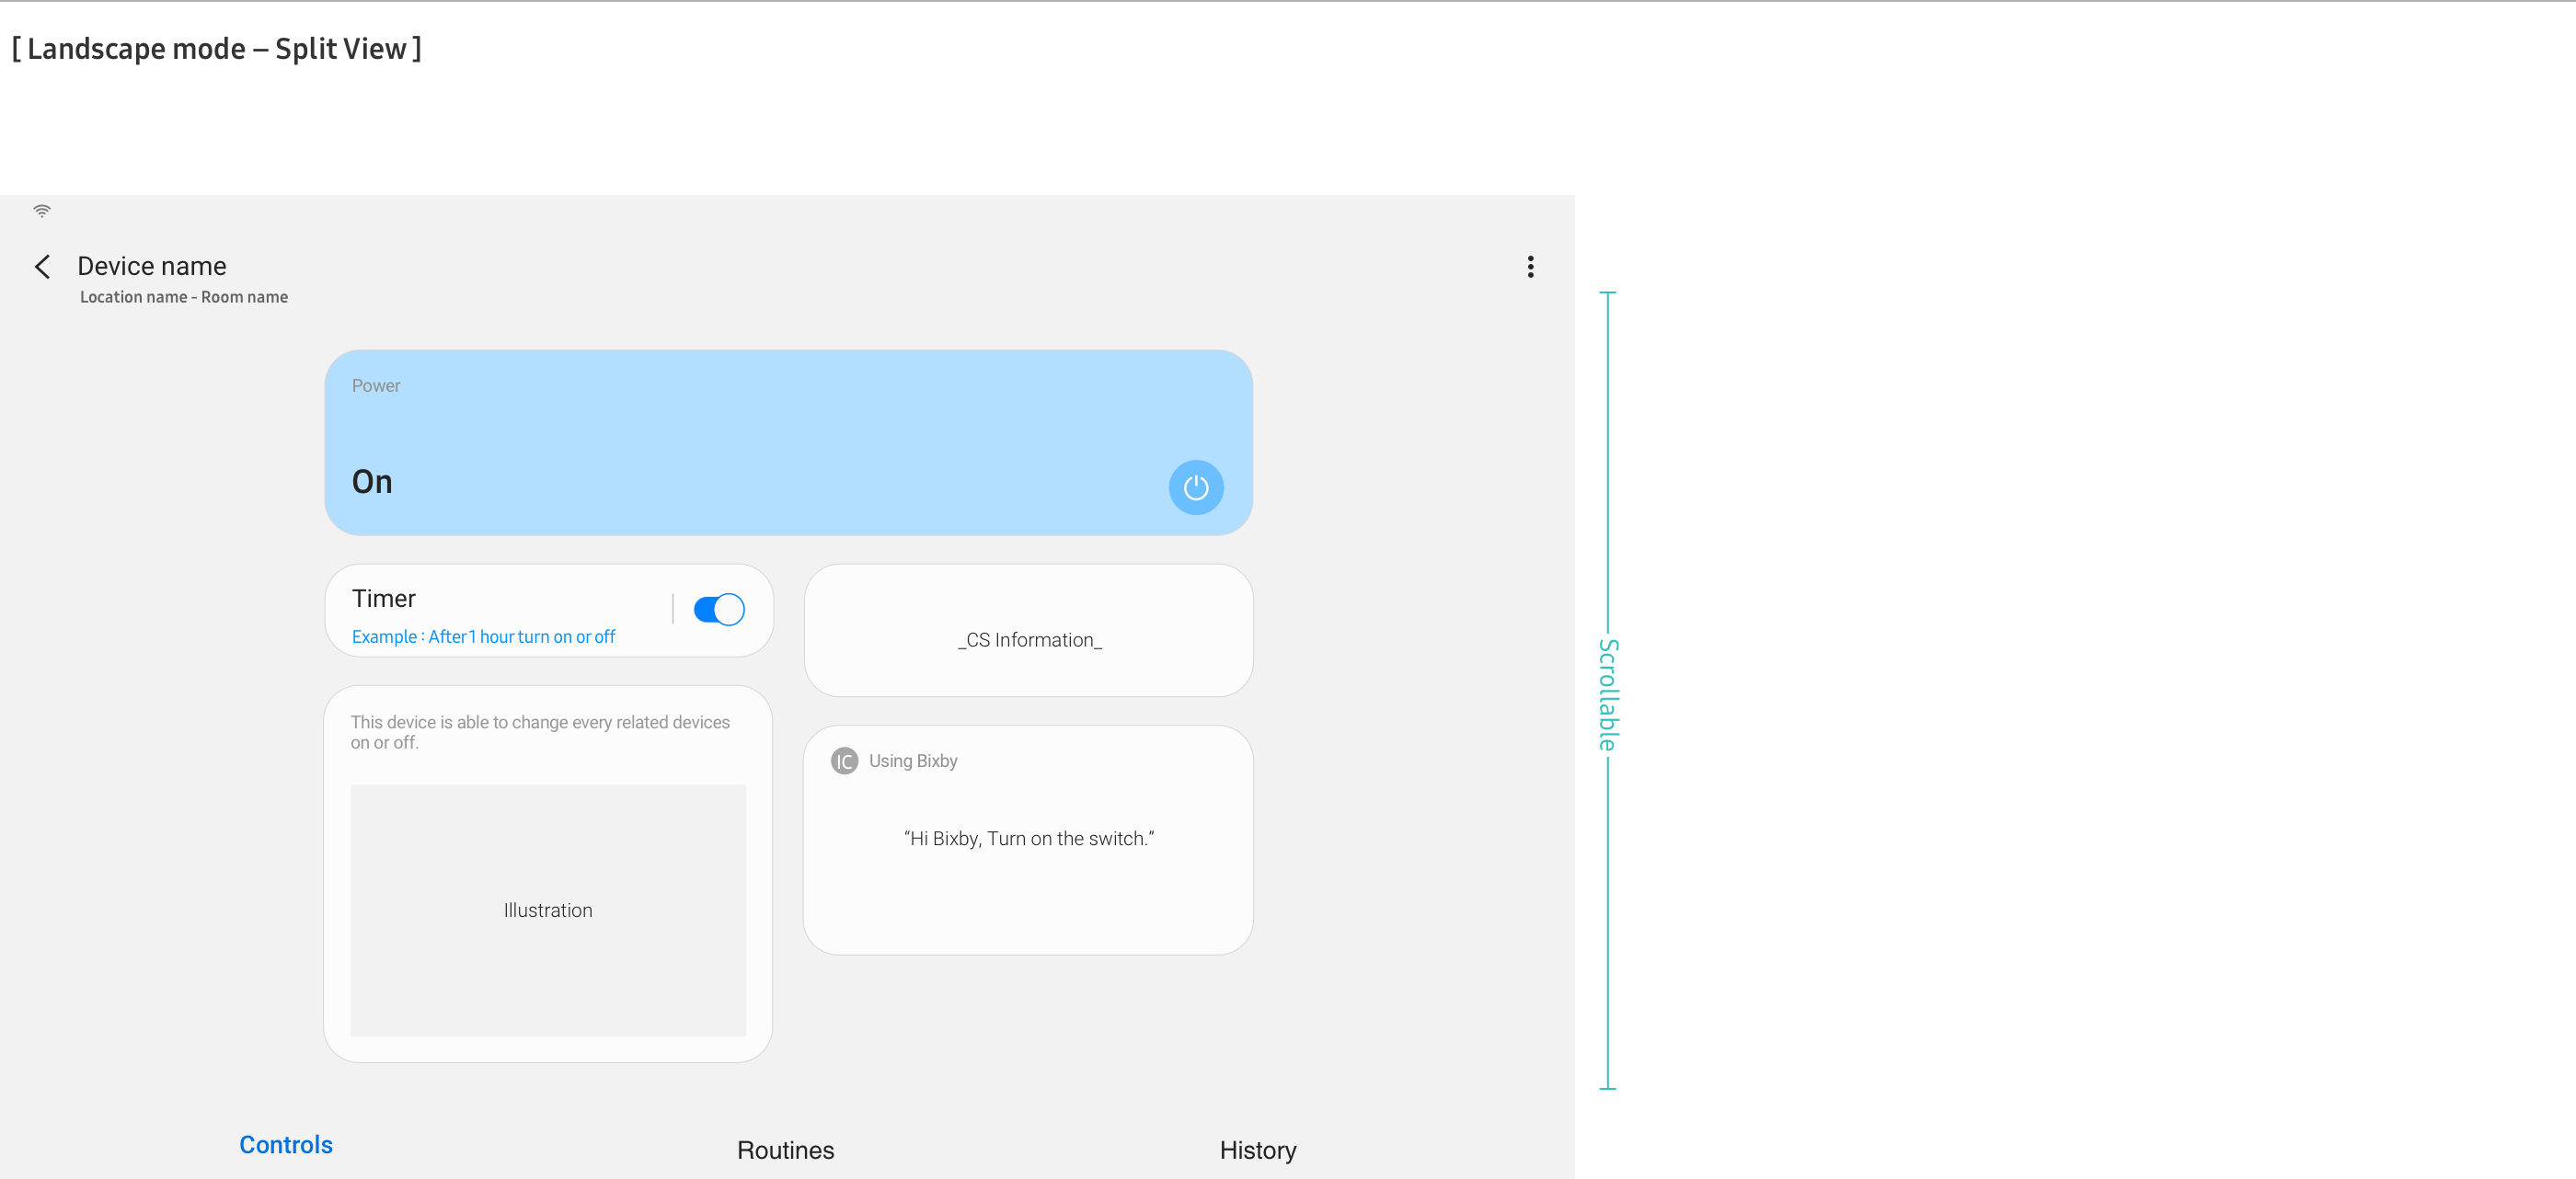 [ Landscape mode – Split View ]
Device name
Location name - Room name
Power
On
Timer
Example : After 1 hour turn on or off
_CS Information_
This device is able to change every related devices
on or off.
Illustration
IC Using Bixby
“Hi Bixby, Turn on the switch.”
Scrollable
Controls
Routines
History